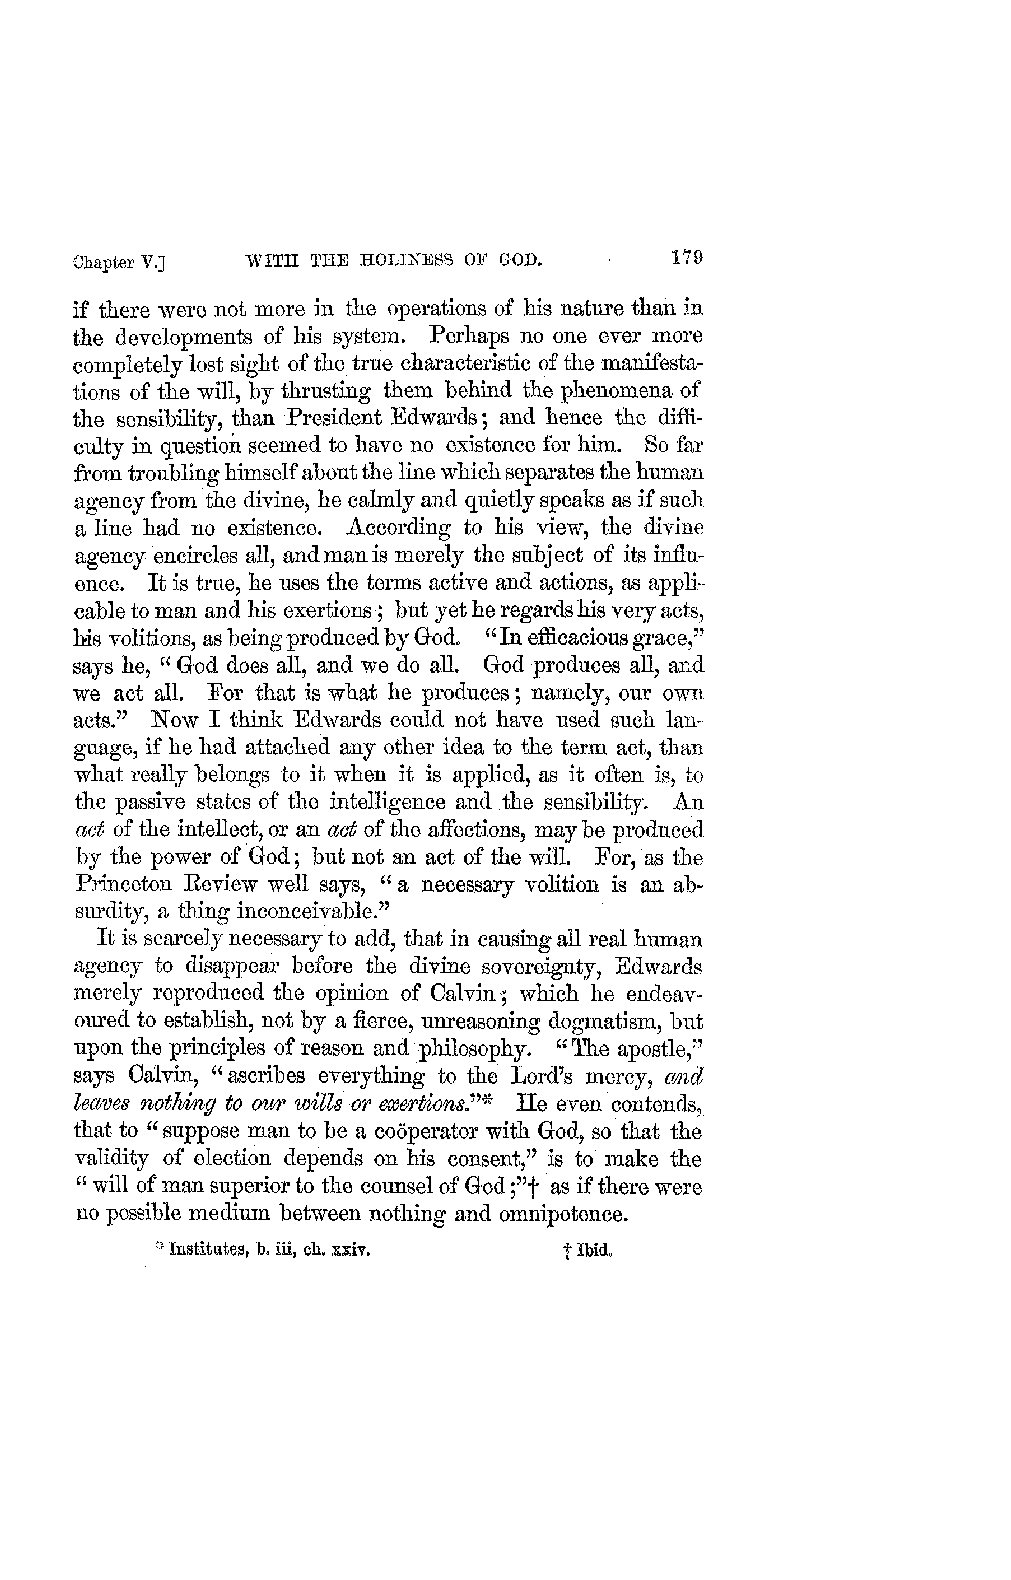 Chapter V.] WITH THE HOLINESS OF GOD. 179
if there were not more in the operations of his nature than in
the developments of his system. Perhaps no one ever more
completely lost sight of the true characteristic of the manifesta-
tions of the will, by thrusting them behind the phenomena of
the sensibility, than President Edwards; and hence the diffi-
culty in question seemed to have no existence for him. So far
from troubling himself about the line which separates the human
agency from the divine, he calmly and quietly speaks as if such
a line had no existence. According to his view, the divine
agency encircles all, and man is merely the subject of its influ-
ence. It is true, he uses the terms active and actions, as appli-
cable to man and his exertions; but yet he regards his very acts,
his volitions, as being produced by God. "In efficacious grace,"
says he, "God does all, and we do all. God produces all, and
we act all. For that is what he produces; namely, our own
acts." Now I think Edwards could not have used such lan-
guage, if he had attached any other idea to the term act, than
what really belongs to it when it is applied, as it often is, to
the passive states of the intelligence and the sensibility. An
act of the intellect, or an act of the affections, may be produced
by the power of God; but not an act of the will. For, as the
Princeton Review well says, "a necessary volition is an ab-
surdity, a thing inconceivable."
It is scarcely necessary to add, that in causing all real human
agency to disappear before the divine sovereignty, Edwards
merely reproduced the opinion of Calvin; which he endeav-
oured to establish, not by a fierce, unreasoning dogmatism, but
upon the principles of reason and philosophy. "The apostle,"
says Calvin, "ascribes everything to the Lord's mercy, and
leaves nothing to our wills or exertions."* He even contends,
that to "suppose man to be a coöperator with God, so that the
validity of election depends on his consent," is to make the
"will of man superior to the counsel of God;"† as if there were
no possible medium between nothing and omnipotence.
* Institutes, b. iii, ch. xxiv. † Ibid.